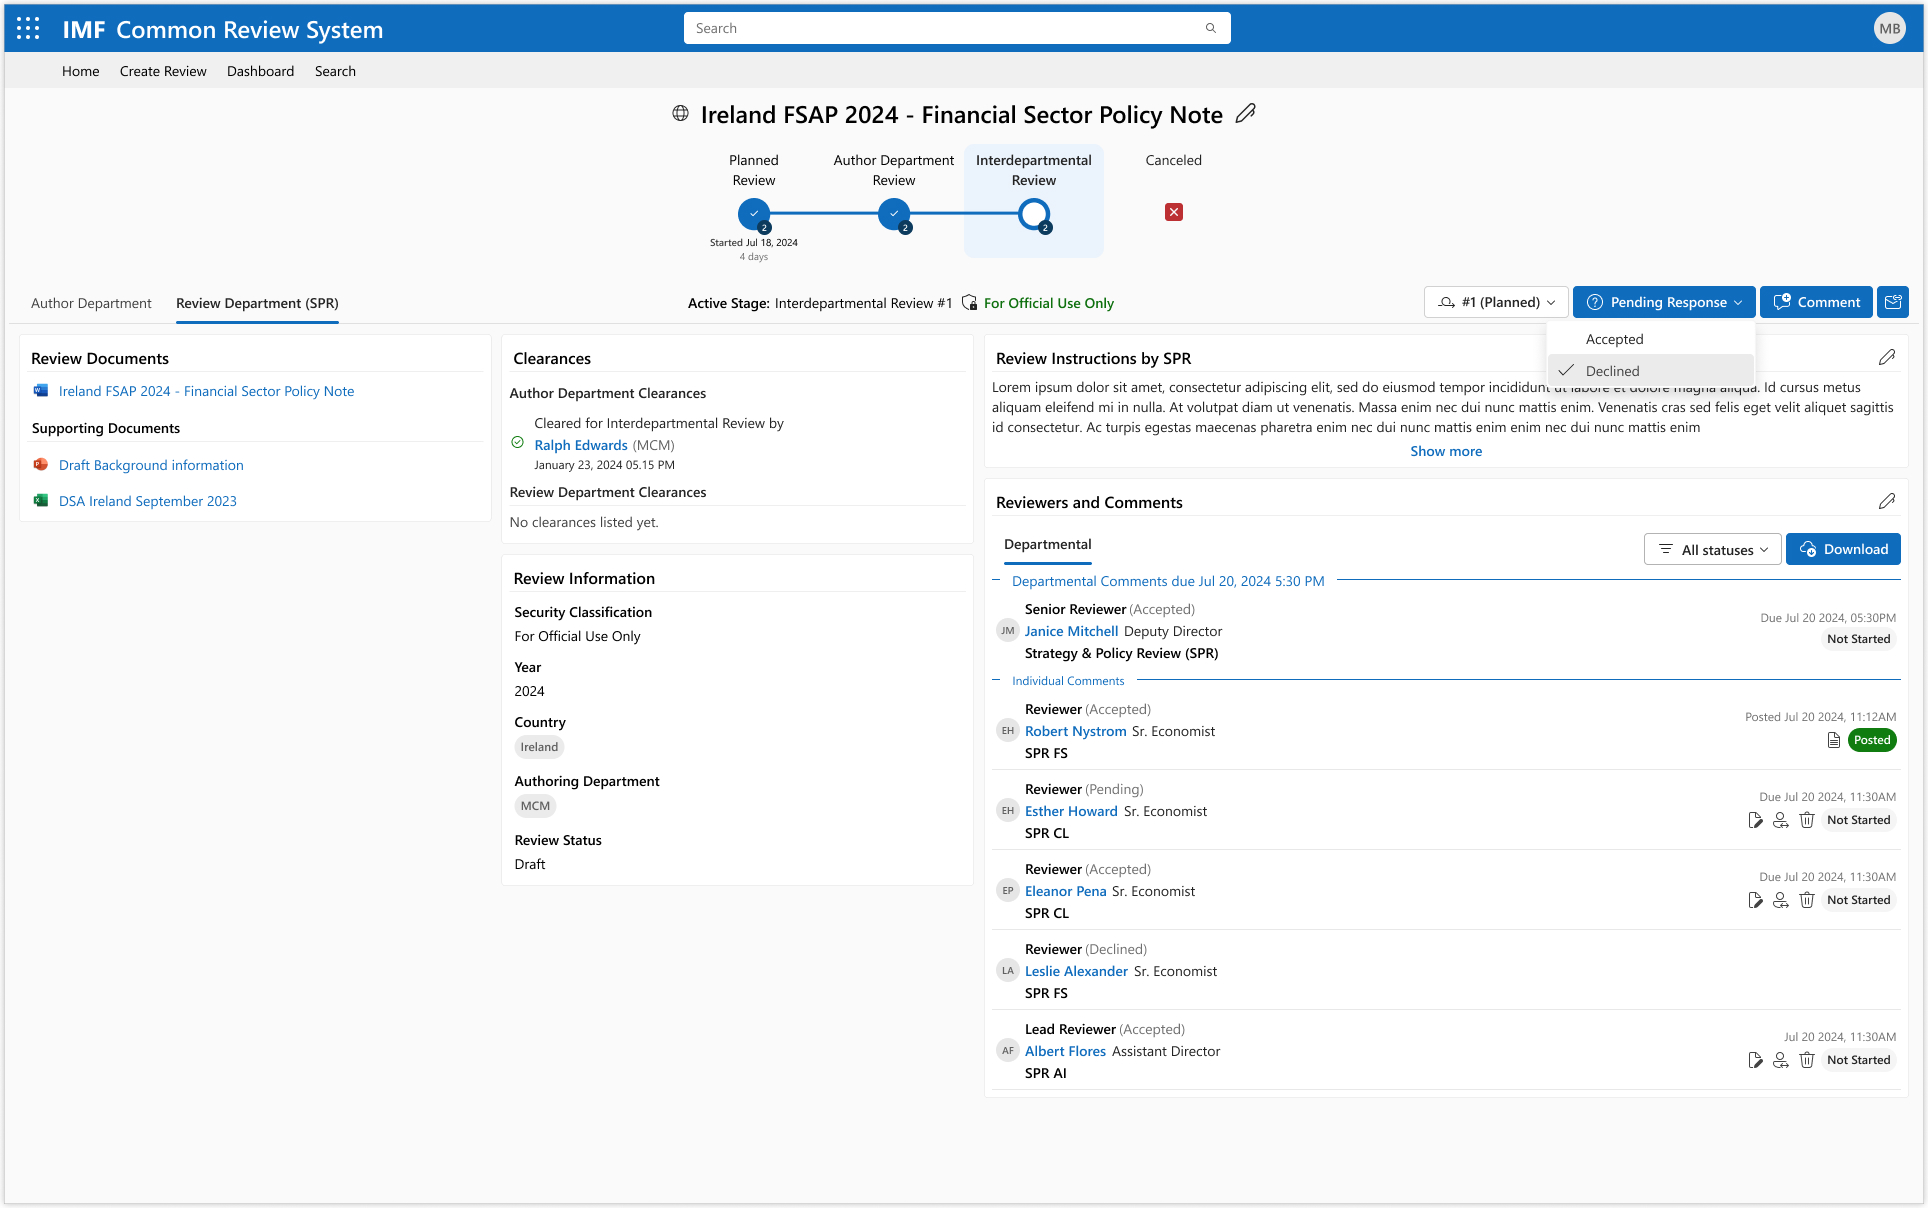 IMF Common Review System
Search
MB
Home
Create Review
Dashboard
Search
Ireland FSAP 2024 - Financial Sector Policy Note
Planned Review
Author Department Review
Interdepartmental Review
Canceled
2
2
2
Started Jul 18, 2024
4 days
Author Department
Review Department (SPR)
Active Stage: Interdepartmental Review #1
For Official Use Only
#1 (Planned)
Pending Response
Comment
Accepted
Declined
Review Documents
Ireland FSAP 2024 - Financial Sector Policy Note
Supporting Documents
Draft Background information
DSA Ireland September 2023
Clearances
Author Department Clearances
Cleared for Interdepartmental Review by
Ralph Edwards (MCM)
January 23, 2024 05.15 PM
Review Department Clearances
No clearances listed yet.
Review Information
Security Classification
For Official Use Only
Year
2024
Country
Ireland
Authoring Department
MCM
Review Status
Draft
Review Instructions by SPR
Lorem ipsum dolor sit amet, consectetur adipiscing elit, sed do eiusmod tempor incididunt ut labore et dolore magna aliqua. Id cursus metus
aliquam eleifend mi in nulla. At volutpat diam ut venenatis. Massa enim nec dui nunc mattis enim. Venenatis cras sed felis eget velit aliquet sagittis
id consectetur. Ac turpis egestas maecenas pharetra enim nec dui nunc mattis enim enim nec dui nunc mattis enim
Show more
Reviewers and Comments
Departmental
All statuses
Download
Departmental Comments due Jul 20, 2024 5:30 PM
Senior Reviewer (Accepted)
JM
Janice Mitchell Deputy Director
Strategy & Policy Review (SPR)
Due Jul 20 2024, 05:30PM
Not Started
Individual Comments
Reviewer (Accepted)
EH
Robert Nystrom Sr. Economist
SPR FS
Posted Jul 20 2024, 11:12AM
Posted
Reviewer (Pending)
EH
Esther Howard Sr. Economist
SPR CL
Due Jul 20 2024, 11:30AM
Not Started
Reviewer (Accepted)
EP
Eleanor Pena Sr. Economist
SPR CL
Due Jul 20 2024, 11:30AM
Not Started
Reviewer (Declined)
LA
Leslie Alexander Sr. Economist
SPR FS
Lead Reviewer (Accepted)
AF
Albert Flores Assistant Director
SPR AI
Jul 20 2024, 11:30AM
Not Started